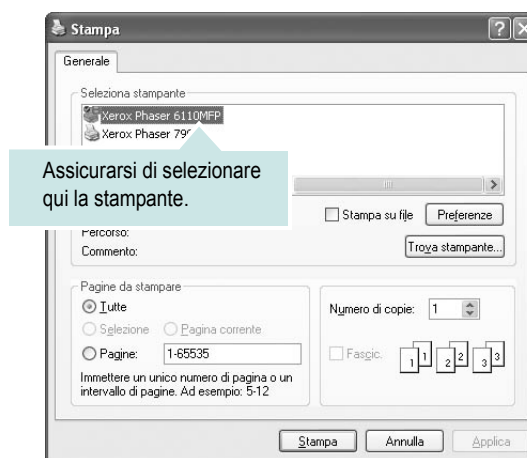 Stampa
Generale
Seleziona stampante
Xerox Phaser 6110MFP
Xerox Phaser
Assicurarsi di selezionare
qui la stampante.
Stampa su file
Preferenze
Percorso:
Commento:
Trova stampante...
Pagine da stampare
Tutte
Selezione
Pagina corrente
Pagine: 1-65535
Immettere un unico numero di pagina o un
intervallo di pagine. Ad esempio: 5-12
Numero di copie: 1
Fascic.
1 1 2 2 3 3
Stampa
Annulla
Applica